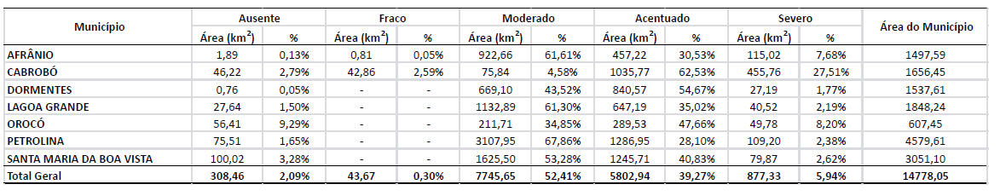 Município Ausente Fraco Moderado Acentuado Severo Área do Município
Área (km²) % Área (km²) % Área (km²) % Área (km²) % Área (km²) %
AFRÂNIO 1,89 0,13% 0,81 0,05% 922,66 61,61% 457,22 30,53% 115,02 7,68% 1497,59
CABROBÓ 46,22 2,79% 42,86 2,59% 75,84 4,58% 1035,77 62,53% 455,76 27,51% 1656,45
DORMENTES 0,76 0,05% - - 669,10 43,52% 840,57 54,67% 27,19 1,77% 1537,61
LAGOA GRANDE 27,64 1,50% - - 1132,89 61,30% 647,19 35,02% 40,52 2,19% 1848,24
OROCÓ 56,41 9,29% - - 211,71 34,85% 289,53 47,66% 49,78 8,20% 607,45
PETROLINA 75,51 1,65% - - 3107,95 67,86% 1286,95 28,10% 109,20 2,38% 4579,61
SANTA MARIA DA BOA VISTA 100,02 3,28% - - 1625,50 53,28% 1245,71 40,83% 79,87 2,62% 3051,10
Total Geral 308,46 2,09% 43,67 0,30% 7745,65 52,41% 5802,94 39,27% 877,33 5,94% 14778,05